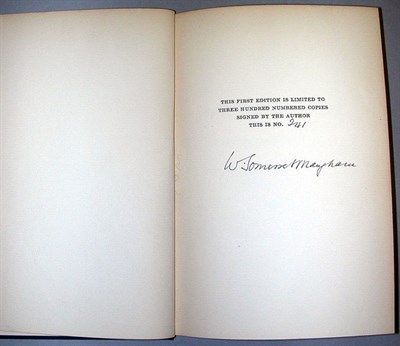 THIS FIRST EDITION IS LIMITED TO
THREE HUNDRED NUMBERED COPIES
SIGNED BY THE AUTHOR
THIS IS NO. 241
W. Somerset Maugham